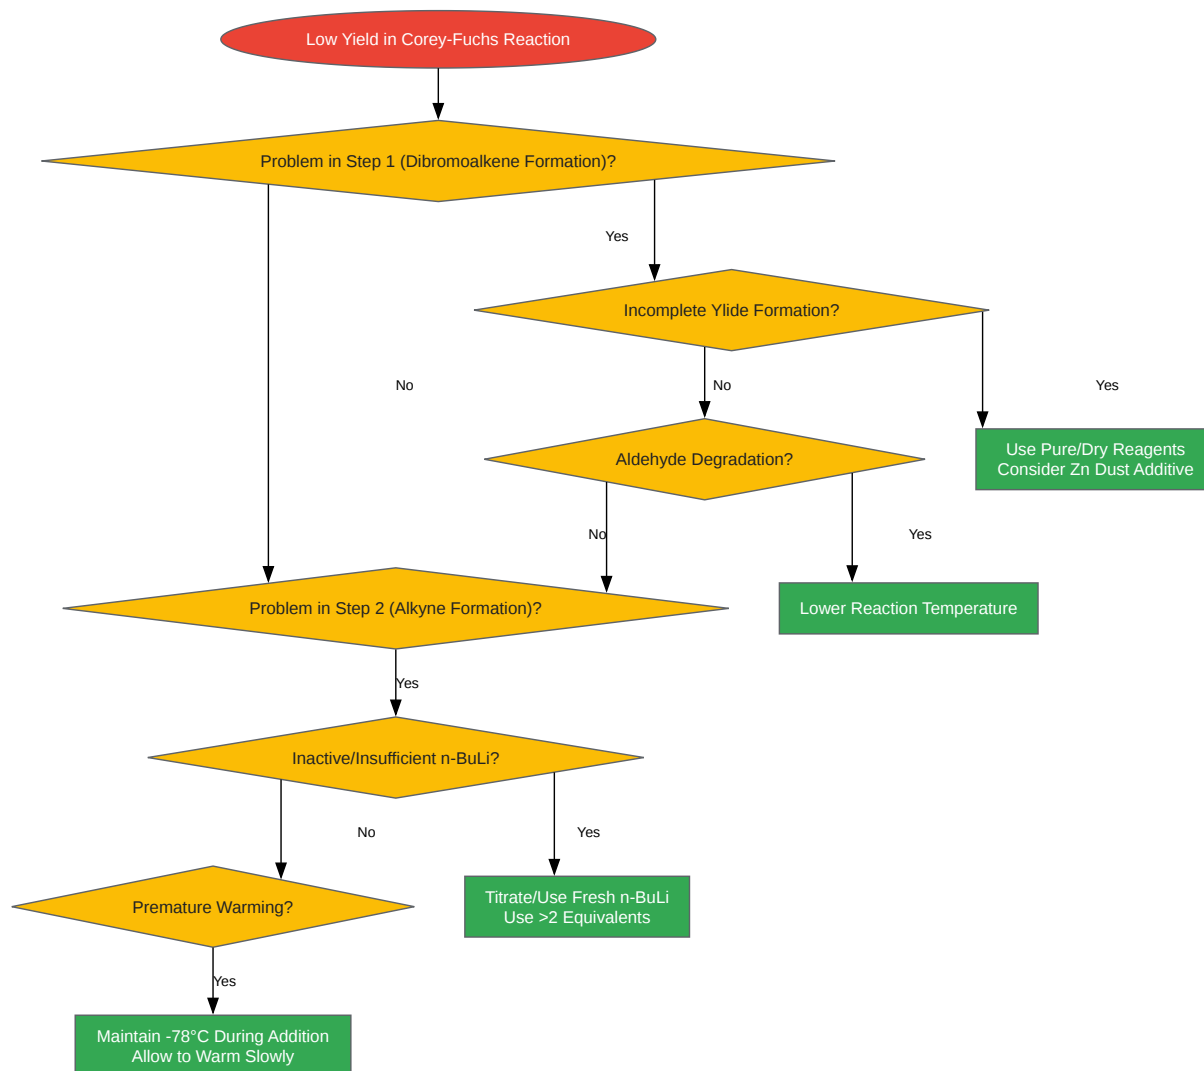 Low Yield in Corey-Fuchs Reaction
Problem in Step 1 (Dibromoalkene Formation)?
Yes
Incomplete Ylide Formation?
No
No
Yes
Use Pure/Dry Reagents
Consider Zn Dust Additive
Aldehyde Degradation?
No
Yes
Problem in Step 2 (Alkyne Formation)?
Lower Reaction Temperature
Yes
Inactive/Insufficient n-BuLi?
No
Yes
Titrate/Use Fresh n-BuLi
Use >2 Equivalents
Premature Warming?
Yes
Maintain -78°C During Addition
Allow to Warm Slowly